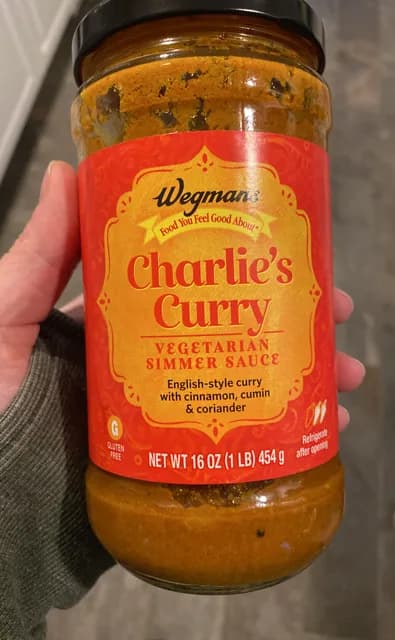 Wegmans
Food You Feel Good About®
Charlie's
Curry
VEGETARIAN
SIMMER SAUCE
English-style curry
with cinnamon, cumin
& coriander
G
GLUTEN
FREE
Refrigerate
after opening
NET WT 16 OZ (1 LB) 454 g